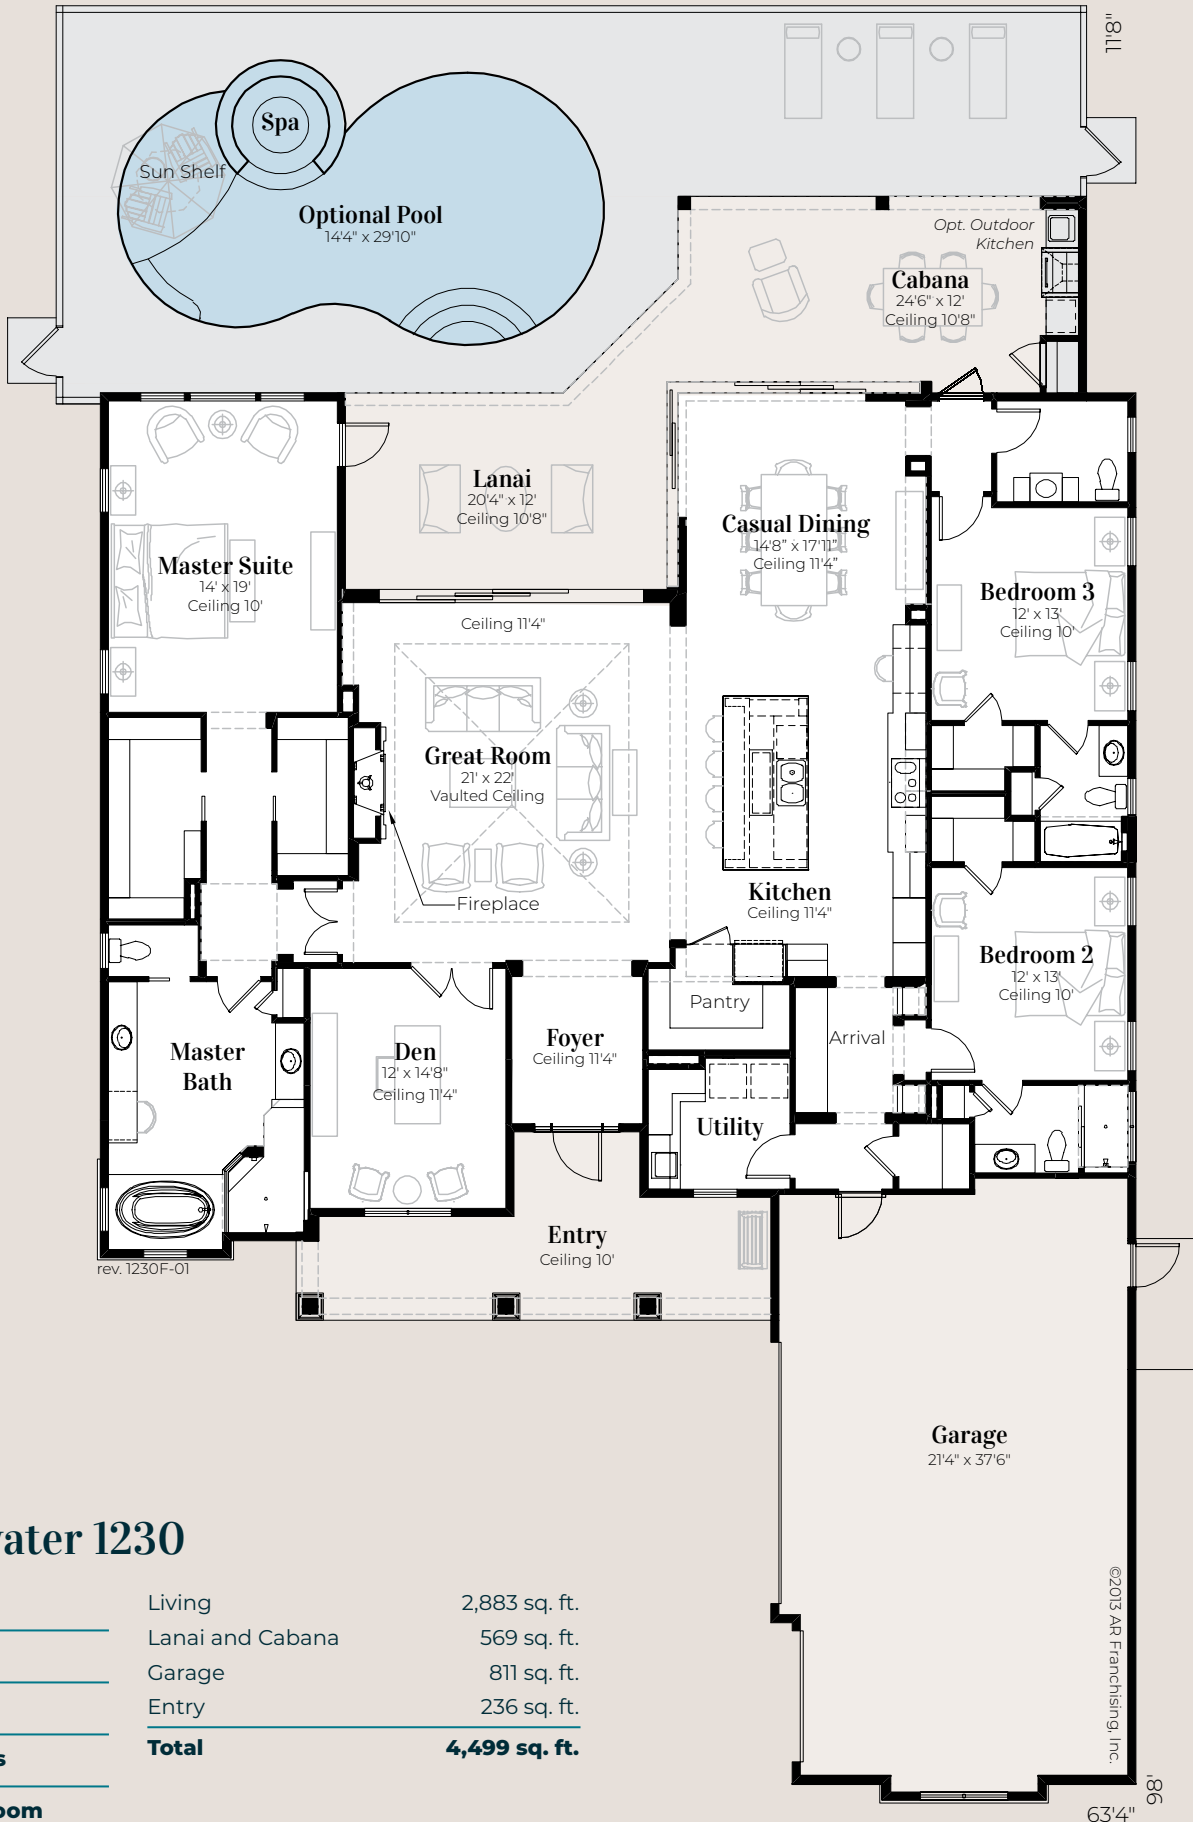 11'8"
Spa
Sun Shelf
Optional Pool
14'4" x 29'10"
Opt. Outdoor
Kitchen
Cabana
24'6" x 12'
Ceiling 10'8"
Lanai
20'4" x 12'
Ceiling 10'8"
Casual Dining
14'8” x 17'11”
Ceiling 11'4”
Master Suite
14' x 19'
Ceiling 10'
Bedroom 3
12' x 13'
Ceiling 10'
Ceiling 11'4"
Great Room
21' x 22'
Vaulted Ceiling
Fireplace
Kitchen
Ceiling 11'4"
Bedroom 2
12' x 13'
Ceiling 10'
Pantry
Arrival
Foyer
Ceiling 11'4"
Master
Bath
Den
12' x 14'8"
Ceiling 11'4"
Utility
Entry
Ceiling 10'
rev. 1230F-01
Garage
21'4" x 37'6"
©2013 AR Franchising, Inc.
98'
63'4"
water 1230
Living 2,883 sq. ft.
Lanai and Cabana 569 sq. ft.
Garage 811 sq. ft.
Entry 236 sq. ft.
Total 4,499 sq. ft.
s
oom